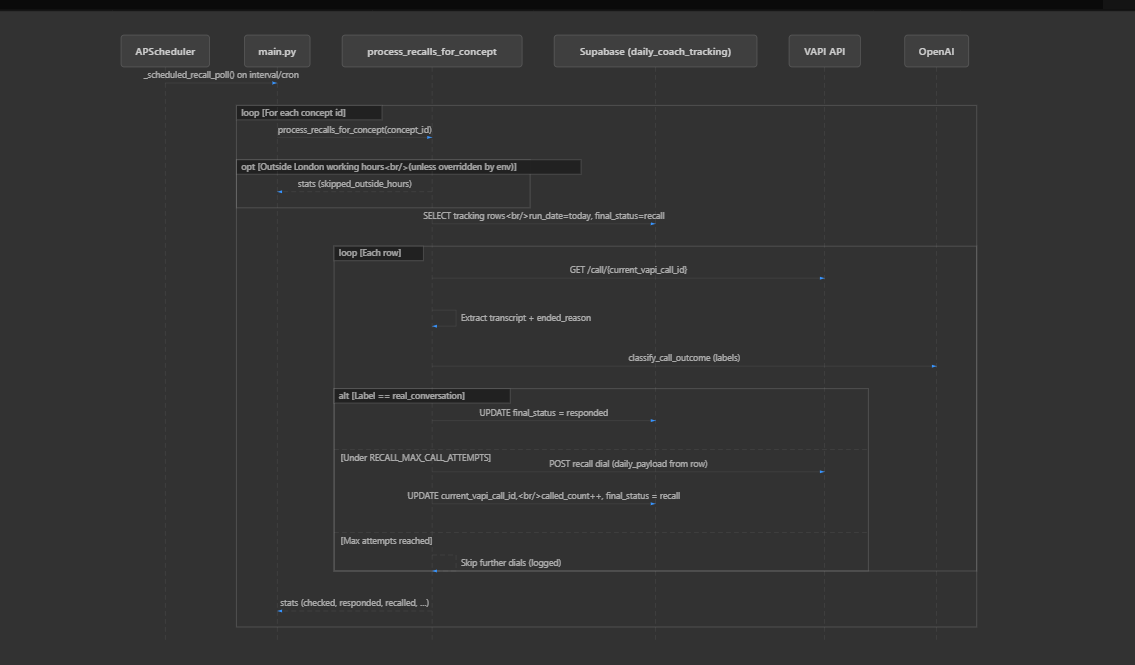 APScheduler
main.py
process_recalls_for_concept
Supabase (daily_coach_tracking)
VAPI API
OpenAI
_scheduled_recall_poll() on interval/cron
loop [For each concept id]
process_recalls_for_concept(concept_id)
opt [Outside London working hours<br/>(unless overridden by env)]
stats (skipped_outside_hours)
SELECT tracking rows<br/>run_date=today, final_status=recall
loop [Each row]
GET /call/{current_vapi_call_id}
Extract transcript + ended_reason
classify_call_outcome (labels)
alt [Label == real_conversation]
UPDATE final_status = responded
[Under RECALL_MAX_CALL_ATTEMPTS]
POST recall dial (daily_payload from row)
UPDATE current_vapi_call_id,<br/>called_count++, final_status = recall
[Max attempts reached]
Skip further dials (logged)
stats (checked, responded, recalled, ...)